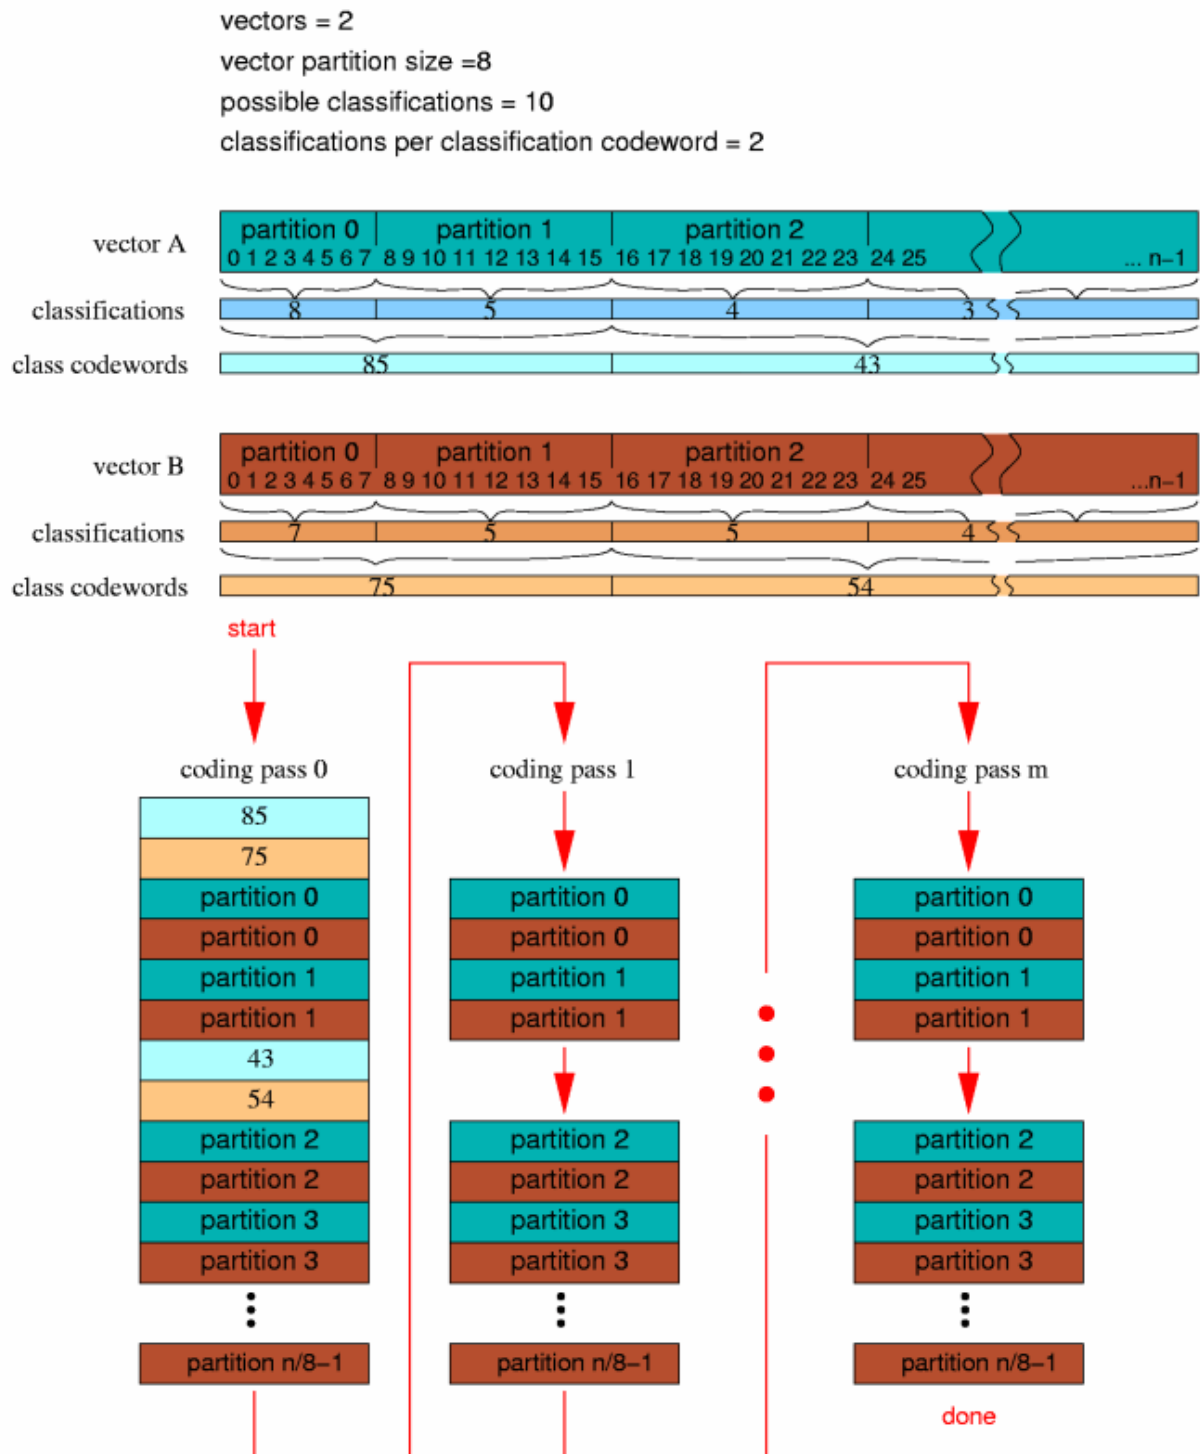 vectors = 2
vector partition size =8
possible classifications = 10
classifications per classification codeword = 2
vector A
partition 0 partition 1 partition 2
0 1 2 3 4 5 6 7 8 9 10 11 12 13 14 15 16 17 18 19 20 21 22 23 24 25 ... n−1
classifications 8 5 4 3
class codewords 85 43
vector B
partition 0 partition 1 partition 2
0 1 2 3 4 5 6 7 8 9 10 11 12 13 14 15 16 17 18 19 20 21 22 23 24 25 ...n−1
classifications 7 5 5 4
class codewords 75 54
start
coding pass 0
85
75
partition 0
partition 0
partition 1
partition 1
43
54
partition 2
partition 2
partition 3
partition 3
partition n/8−1
coding pass 1
partition 0
partition 0
partition 1
partition 1
partition 2
partition 2
partition 3
partition 3
partition n/8−1
coding pass m
partition 0
partition 0
partition 1
partition 1
partition 2
partition 2
partition 3
partition 3
partition n/8−1
done